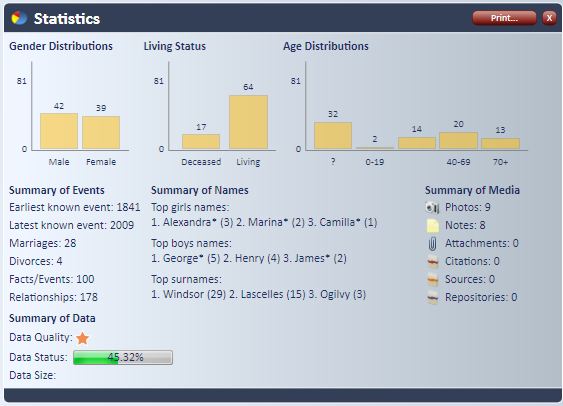 Statistics
Print...
X
Gender Distributions Living Status Age Distributions
81 81 81
42 39 17 64 32 2 14 20 13
0 0 0
Male Female Deceased Living ? 0-19 40-69 70+
Summary of Events
Earliest known event: 1841
Latest known event: 2009
Marriages: 28
Divorces: 4
Facts/Events: 100
Relationships: 178
Summary of Names
Top girls names:
1. Alexandra* (3) 2. Marina* (2) 3. Camilla* (1)
Top boys names:
1. George* (5) 2. Henry (4) 3. James* (2)
Top surnames:
1. Windsor (29) 2. Lascelles (15) 3. Ogilvy (3)
Summary of Media
Photos: 9
Notes: 8
Attachments: 0
Citations: 0
Sources: 0
Repositories: 0
Summary of Data
Data Quality:
Data Status: 45.32%
Data Size: